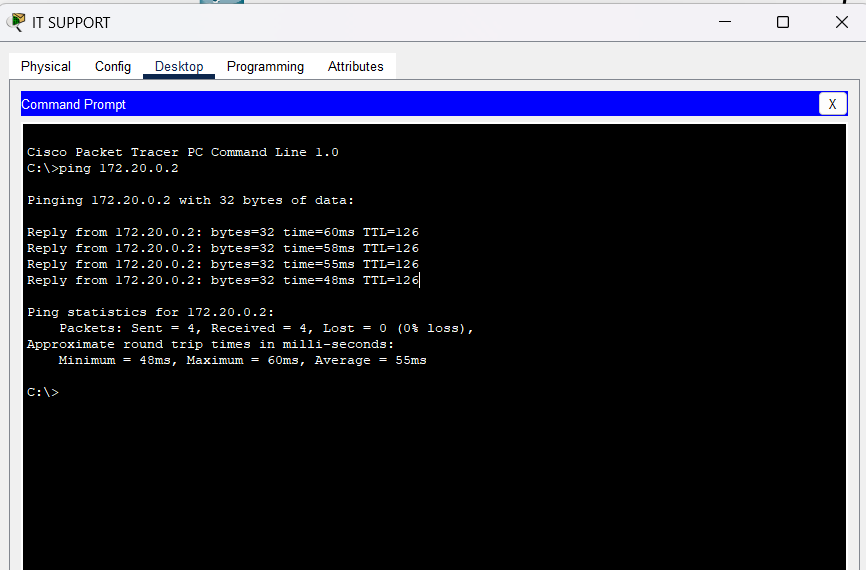 IT SUPPORT
Physical Config Desktop Programming Attributes
Command Prompt
X
Cisco Packet Tracer PC Command Line 1.0
C:\>ping 172.20.0.2
Pinging 172.20.0.2 with 32 bytes of data:
Reply from 172.20.0.2: bytes=32 time=60ms TTL=126
Reply from 172.20.0.2: bytes=32 time=58ms TTL=126
Reply from 172.20.0.2: bytes=32 time=55ms TTL=126
Reply from 172.20.0.2: bytes=32 time=48ms TTL=126
Ping statistics for 172.20.0.2:
Packets: Sent = 4, Received = 4, Lost = 0 (0% loss),
Approximate round trip times in milli-seconds:
Minimum = 48ms, Maximum = 60ms, Average = 55ms
C:\>